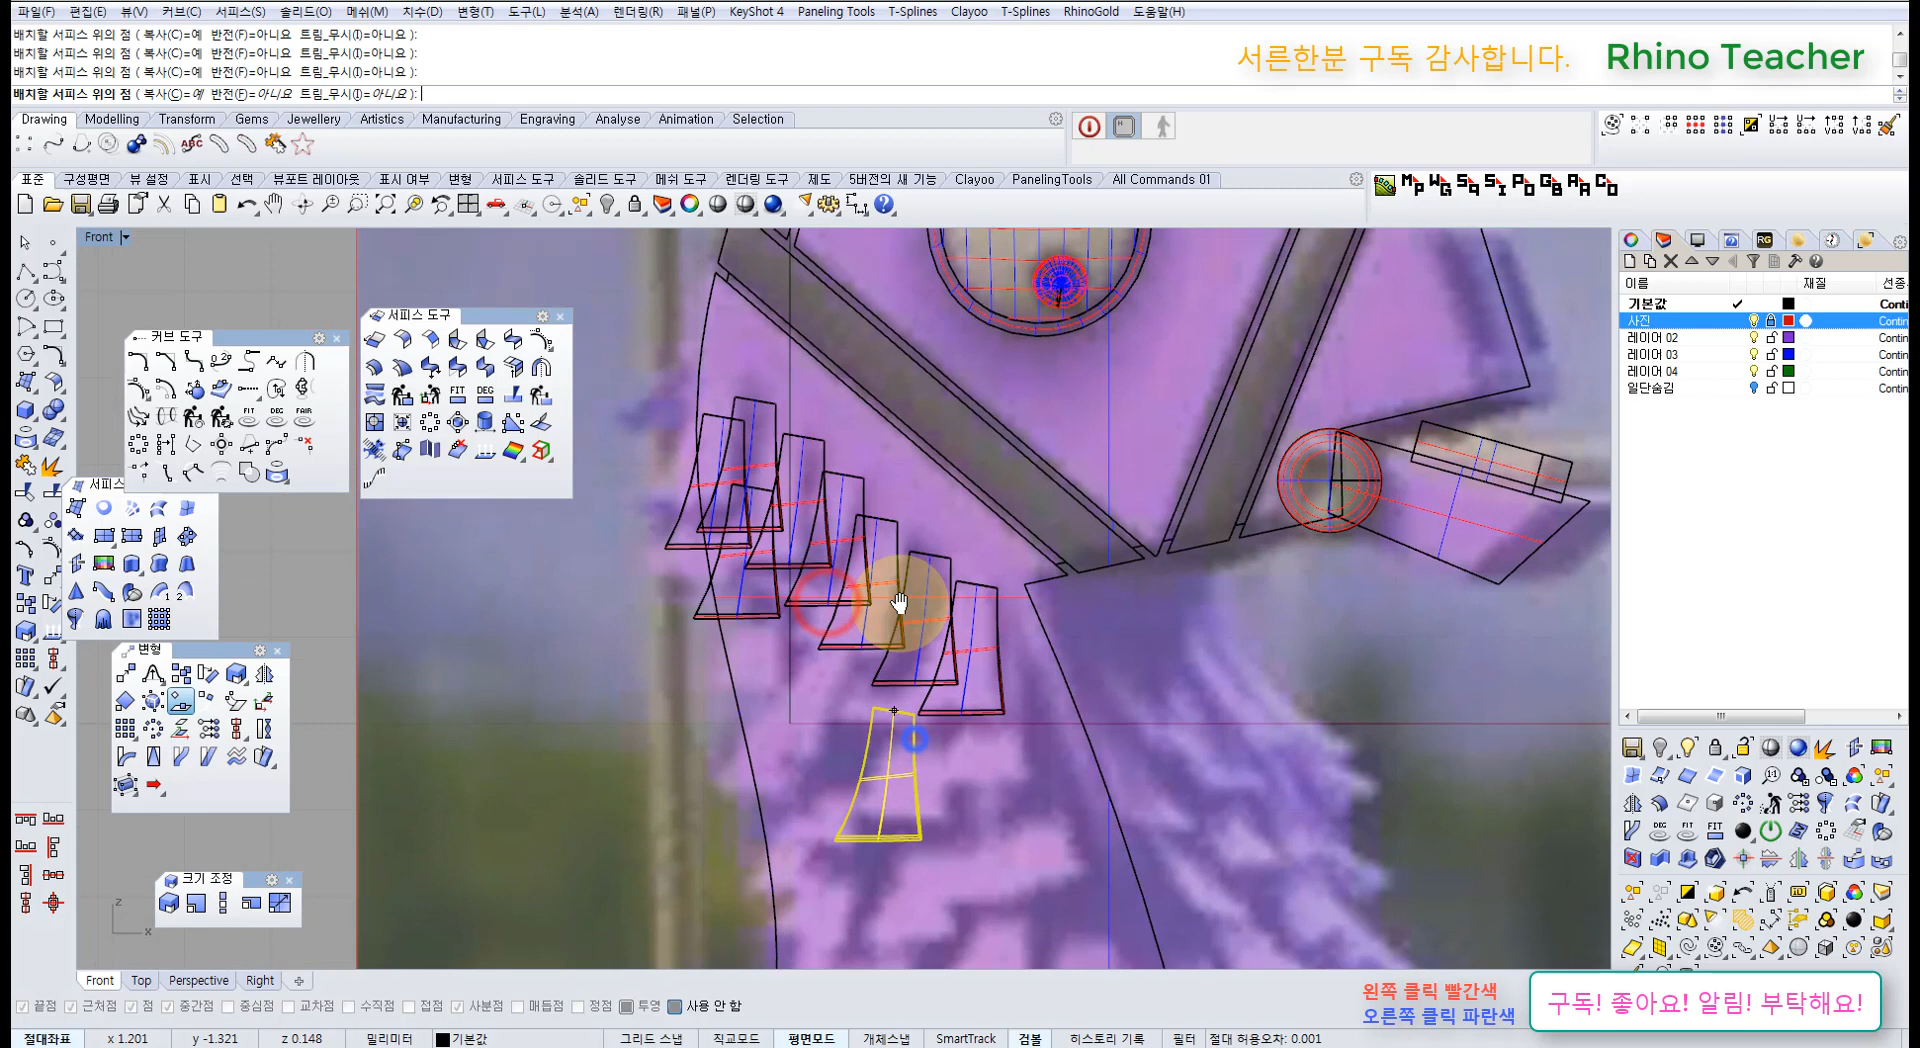 파일(F) 편집(E) 뷰(V) 커브(C) 서피스(S) 솔리드(O) 메쉬(M) 치수(D) 변형(T) 도구(L) 분석(A) 렌더링(R) 패널(P) KeyShot 4 Paneling Tools T-Splines Clayoo T-Splines RhinoGold 도움말(H)
배치할 서피스 위의 점 ( 복사(C)=예 반전(F)=아니요 트림_무시(I)=아니요 ):
배치할 서피스 위의 점 ( 복사(C)=예 반전(F)=아니요 트림_무시(I)=아니요 ):
배치할 서피스 위의 점 ( 복사(C)=예 반전(F)=아니요 트림_무시(I)=아니요 ):
배치할 서피스 위의 점 ( 복사(C)=예 반전(F)=아니요 트림_무시(I)=아니요 ):
서른한분 구독 감사합니다. Rhino Teacher
Drawing Modelling Transform Gems Jewellery Artistics Manufacturing Engraving Analyse Animation Selection
표준 구성평면 뷰 설정 표시 선택 뷰포트 레이아웃 표시 여부 변형 서피스 도구 솔리드 도구 메쉬 도구 렌더링 도구 제도 5버전의 새 기능 Clayoo PanelingTools All Commands 01
Front
서피스 도구
커브 도구
서피스
변형
크기 조정
이름 재질 선종
기본값 Conti
사진 Contin
레이어 02 Contin
레이어 03 Contin
레이어 04 Contin
일단숨김 Contin
Front Top Perspective Right
끝점 근처점 점 중간점 중심점 교차점 수직점 접점 사분점 매듭점 정점 투영 사용 안 함
왼쪽 클릭 빨간색
오른쪽 클릭 파란색
구독! 좋아요! 알림! 부탁해요!
절대좌표 x 1.201 y -1.321 z 0.148 밀리미터 기본값 그리드 스냅 직교모드 평면모드 개체스냅 SmartTrack 검볼 히스토리 기록 필터 절대 허용오차: 0.001